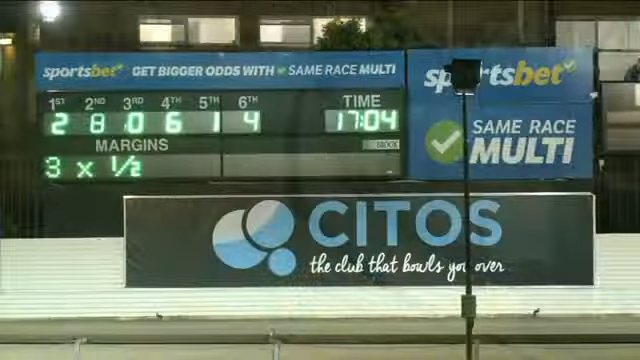 sportsbet GET BIGGER ODDS WITH SAME RACE MULTI
sportsbet
1ST 2ND 3RD 4TH 5TH 6TH TIME
2 8 0 6 1 4 17:04
MARGINS
3 x 1/2
SAME RACE
MULTI
CITOS
the club that bowls you over